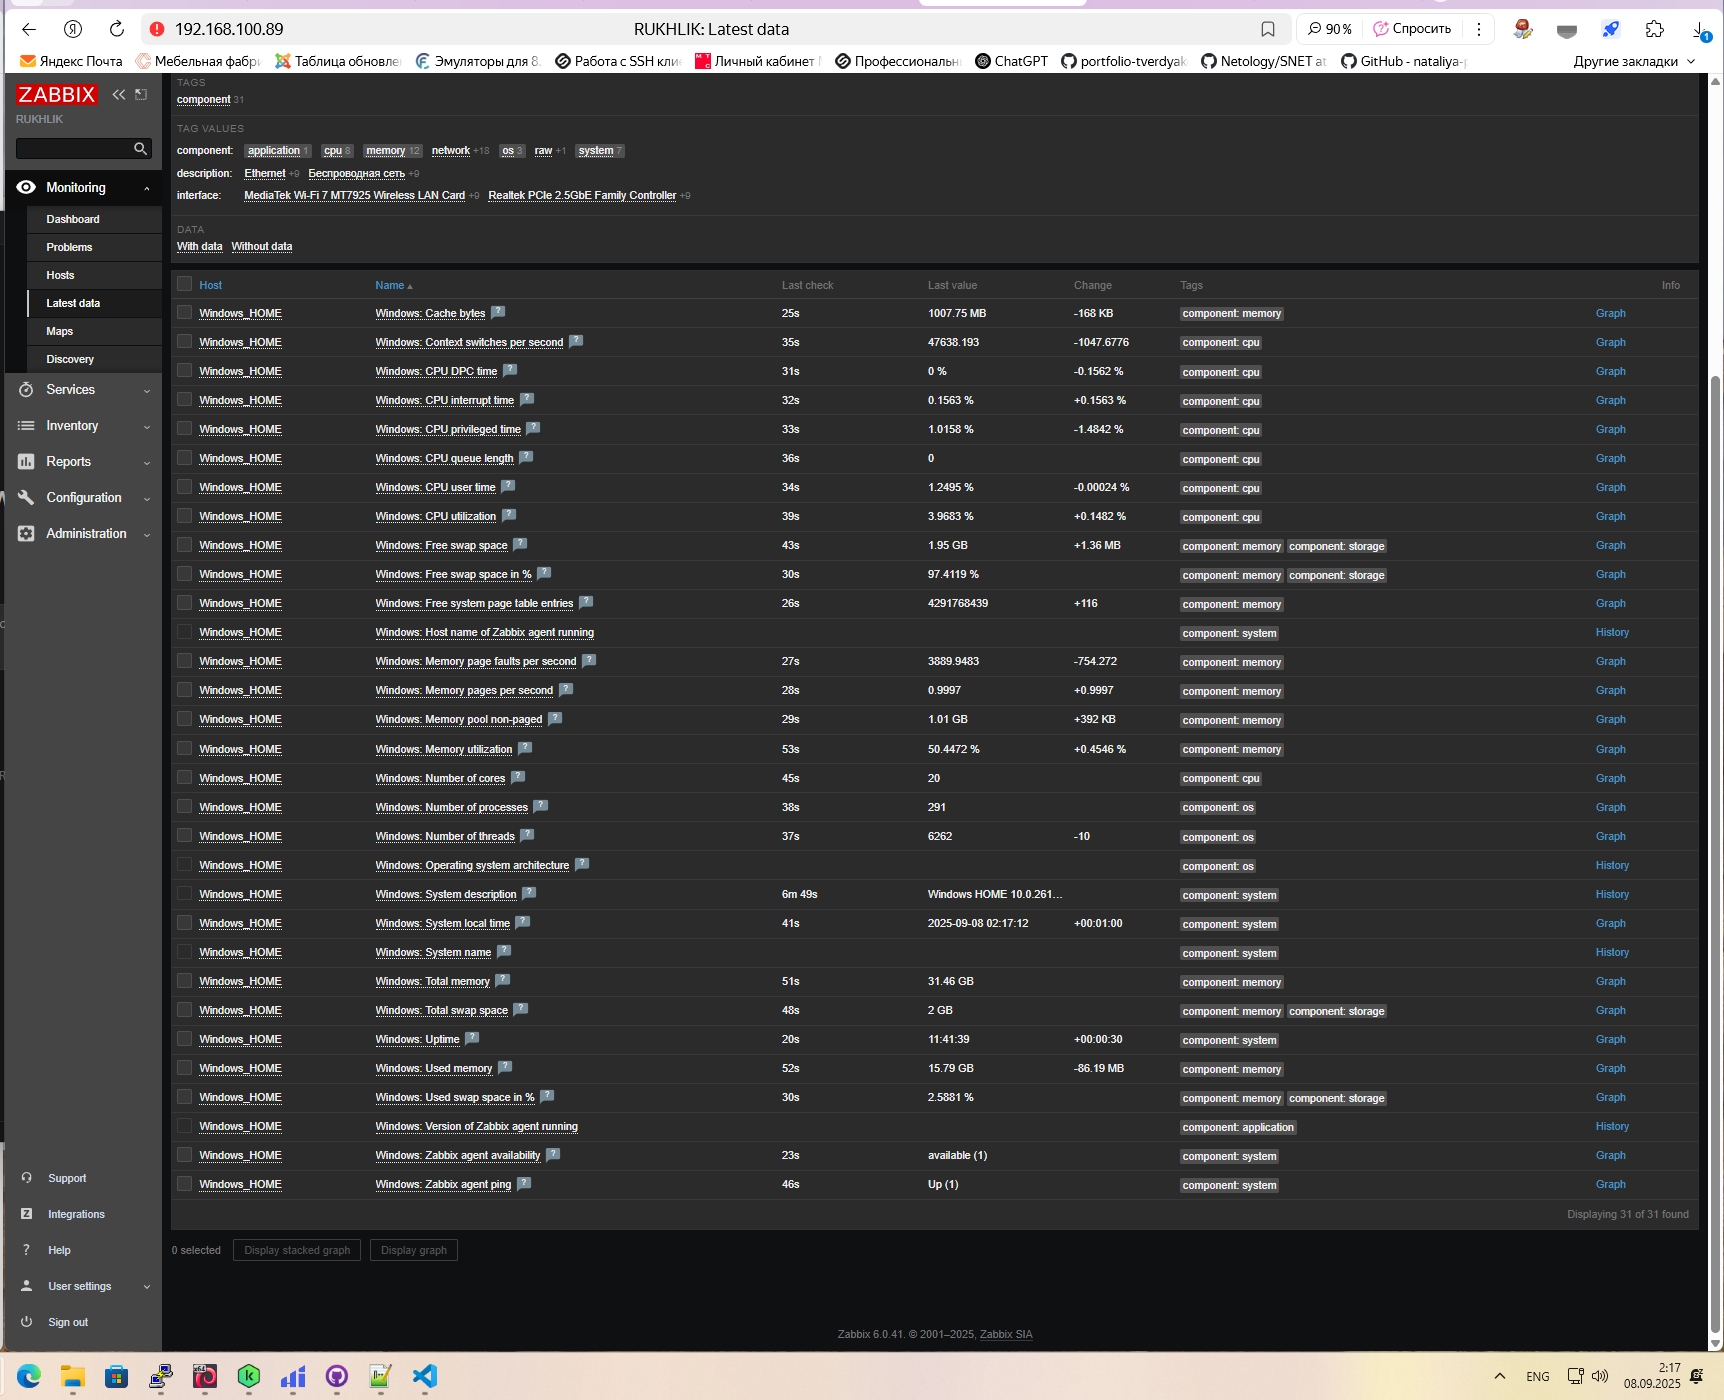 192.168.100.89
RUKHLIK: Latest data
90 %
Спросить
Яндекс Почта
Мебельная фабри
Таблица обновле
Эмуляторы для 8.
Работа с SSH кли
Личный кабинет
Профессиональн
ChatGPT
portfolio-tverdyak
Netology/SNET at
GitHub - nataliya-p
Другие закладки
ZABBIX
RUKHLIK
Monitoring
Dashboard
Problems
Hosts
Latest data
Maps
Discovery
Services
Inventory
Reports
Configuration
Administration
Support
Integrations
Help
User settings
Sign out
TAGS
component 31
TAG VALUES
component: application 1 cpu 8 memory 12 network +18 os 3 raw +1 system 7
description: Ethernet +9 Беспроводная сеть +9
interface: MediaTek Wi-Fi 7 MT7925 Wireless LAN Card +9 Realtek PCIe 2.5GbE Family Controller +9
DATA
With data Without data
Host Name Last check Last value Change Tags Info
Windows_HOME Windows: Cache bytes ? 25s 1007.75 MB -168 KB component: memory Graph
Windows_HOME Windows: Context switches per second ? 35s 47638.193 -1047.6776 component: cpu Graph
Windows_HOME Windows: CPU DPC time ? 31s 0 % -0.1562 % component: cpu Graph
Windows_HOME Windows: CPU interrupt time ? 32s 0.1563 % +0.1563 % component: cpu Graph
Windows_HOME Windows: CPU privileged time ? 33s 1.0158 % -1.4842 % component: cpu Graph
Windows_HOME Windows: CPU queue length ? 36s 0 component: cpu Graph
Windows_HOME Windows: CPU user time ? 34s 1.2495 % -0.00024 % component: cpu Graph
Windows_HOME Windows: CPU utilization ? 39s 3.9683 % +0.1482 % component: cpu Graph
Windows_HOME Windows: Free swap space ? 43s 1.95 GB +1.36 MB component: memory component: storage Graph
Windows_HOME Windows: Free swap space in % ? 30s 97.4119 % component: memory component: storage Graph
Windows_HOME Windows: Free system page table entries ? 26s 4291768439 +116 component: memory Graph
Windows_HOME Windows: Host name of Zabbix agent running component: system History
Windows_HOME Windows: Memory page faults per second ? 27s 3889.9483 -754.272 component: memory Graph
Windows_HOME Windows: Memory pages per second ? 28s 0.9997 +0.9997 component: memory Graph
Windows_HOME Windows: Memory pool non-paged ? 29s 1.01 GB +392 KB component: memory Graph
Windows_HOME Windows: Memory utilization ? 53s 50.4472 % +0.4546 % component: memory Graph
Windows_HOME Windows: Number of cores ? 45s 20 component: cpu Graph
Windows_HOME Windows: Number of processes ? 38s 291 component: os Graph
Windows_HOME Windows: Number of threads ? 37s 6262 -10 component: os Graph
Windows_HOME Windows: Operating system architecture ? component: os History
Windows_HOME Windows: System description ? 6m 49s Windows HOME 10.0.261... component: system History
Windows_HOME Windows: System local time ? 41s 2025-09-08 02:17:12 +00:01:00 component: system Graph
Windows_HOME Windows: System name ? component: system History
Windows_HOME Windows: Total memory ? 51s 31.46 GB component: memory Graph
Windows_HOME Windows: Total swap space ? 48s 2 GB component: memory component: storage Graph
Windows_HOME Windows: Uptime ? 20s 11:41:39 +00:00:30 component: system Graph
Windows_HOME Windows: Used memory ? 52s 15.79 GB -86.19 MB component: memory Graph
Windows_HOME Windows: Used swap space in % ? 30s 2.5881 % component: memory component: storage Graph
Windows_HOME Windows: Version of Zabbix agent running component: application History
Windows_HOME Windows: Zabbix agent availability ? 23s available (1) component: system Graph
Windows_HOME Windows: Zabbix agent ping ? 46s Up (1) component: system Graph
Displaying 31 of 31 found
0 selected Display stacked graph Display graph
Zabbix 6.0.41. © 2001–2025, Zabbix SIA
ENG
2:17
08.09.2025